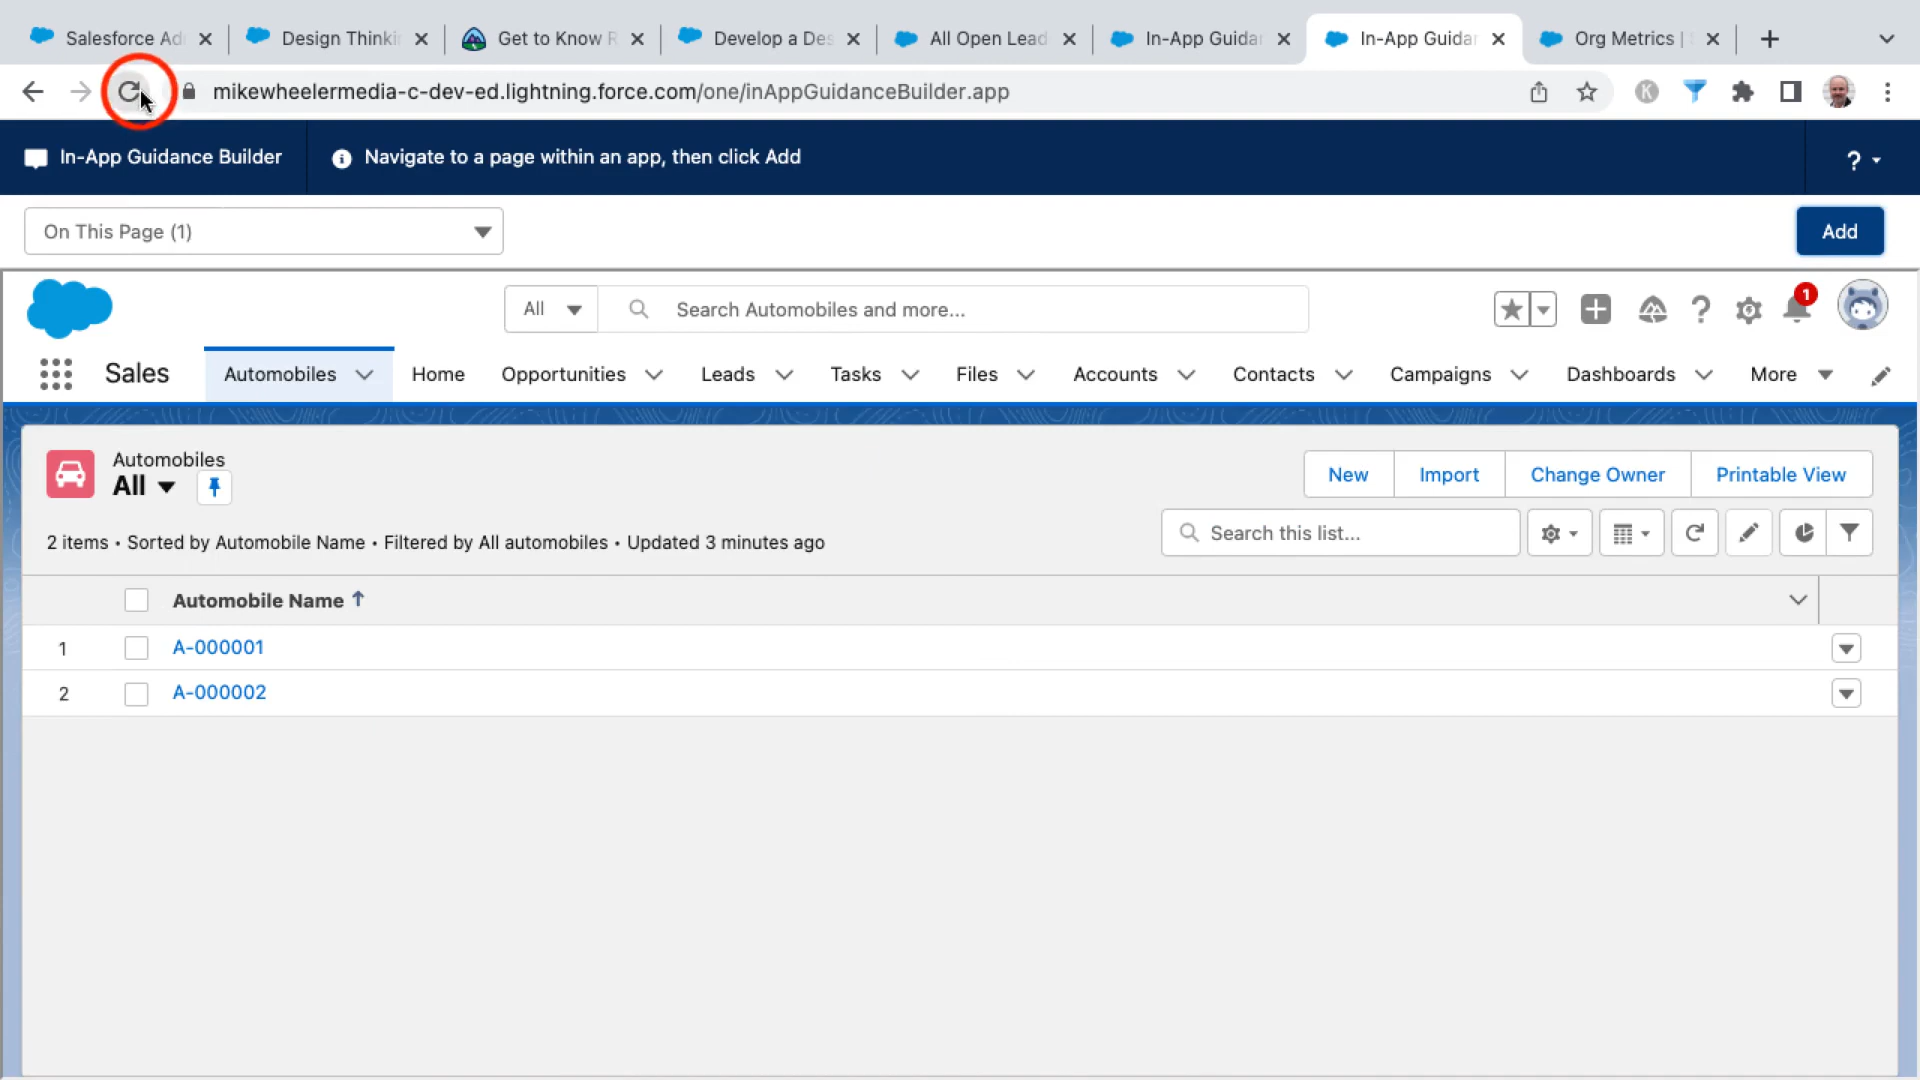 Salesforce Ad
Design Thinki
Get to Know R
Develop a Des
All Open Lead
In-App Guida
In-App Guida
Org Metrics |
mikewheelermedia-c-dev-ed.lightning.force.com/one/inAppGuidanceBuilder.app
K
In-App Guidance Builder
Navigate to a page within an app, then click Add
?
On This Page (1)
Add
All
Search Automobiles and more...
1
Sales
Automobiles
Home
Opportunities
Leads
Tasks
Files
Accounts
Contacts
Campaigns
Dashboards
More
Automobiles
All
New
Import
Change Owner
Printable View
2 items • Sorted by Automobile Name • Filtered by All automobiles • Updated 3 minutes ago
Search this list...
Automobile Name
1
A-000001
2
A-000002